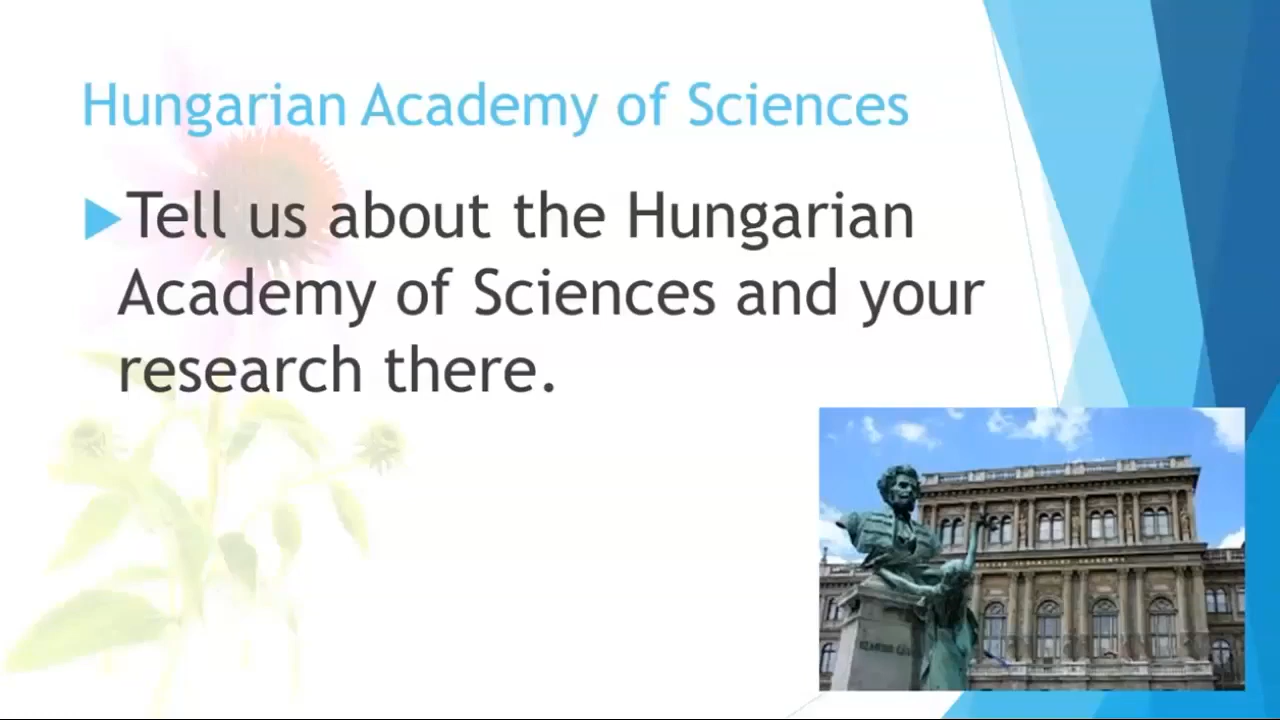 Hungarian Academy of Sciences
Tell us about the Hungarian
Academy of Sciences and your
research there.